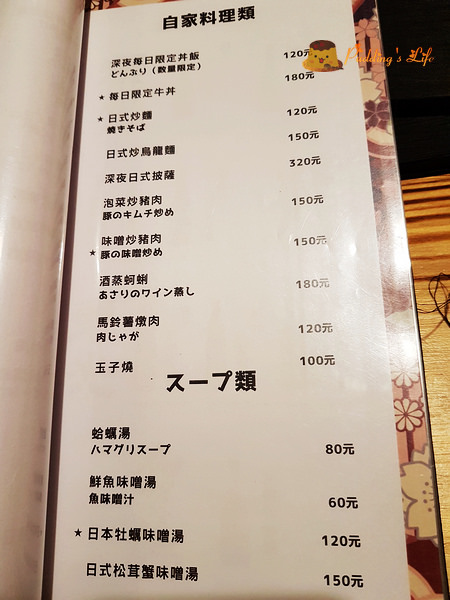 自家料理類
Pudding's Life
深夜每日限定丼飯 120元
どんぶり（数量限定）
★ 每日限定牛丼 180元
★ 日式炒麵 120元
焼きそば
日式炒烏龍麵 150元
深夜日式披薩 320元
泡菜炒豬肉 150元
豚のキムチ炒め
味噌炒豬肉 150元
★ 豚の味噌炒め
酒蒸蚵蜊 180元
あさりのワイン蒸し
馬鈴薯燉肉 120元
肉じゃが
玉子燒 100元
スープ類
蛤蠣湯
ハマグリスープ 80元
鮮魚味噌湯
魚味噌汁 60元
★ 日本牡蠣味噌湯 120元
日式松茸蟹味噌湯 150元